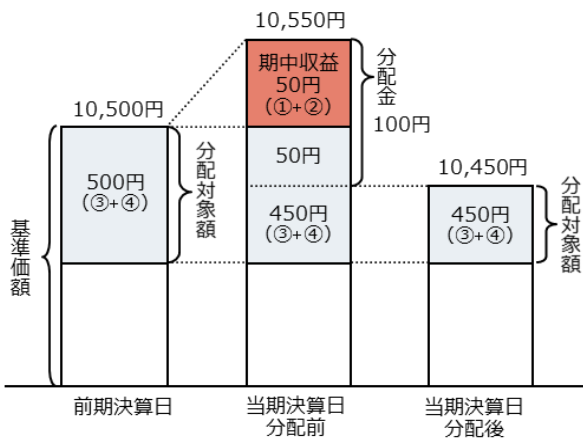 10,550円
期中収益
50円
(①+②)
分配金
100円
10,500円
500円
(③+④)
分配対象額
50円
450円
(③+④)
10,450円
450円
(③+④)
分配対象額
基準価額
前期決算日
当期決算日
分配前
当期決算日
分配後